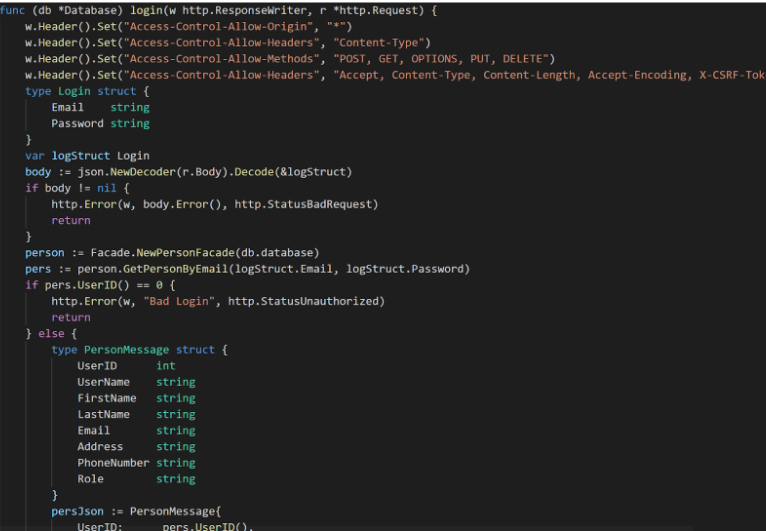 func (db *Database) login(w http.ResponseWriter, r *http.Request) {
w.Header().Set("Access-Control-Allow-Origin", "*")
w.Header().Set("Access-Control-Allow-Headers", "Content-Type")
w.Header().Set("Access-Control-Allow-Methods", "POST, GET, OPTIONS, PUT, DELETE")
w.Header().Set("Access-Control-Allow-Headers", "Accept, Content-Type, Content-Length, Accept-Encoding, X-CSRF-Tok
type Login struct {
Email string
Password string
}
var logStruct Login
body := json.NewDecoder(r.Body).Decode(&logStruct)
if body != nil {
http.Error(w, body.Error(), http.StatusBadRequest)
return
}
person := Facade.NewPersonFacade(db.database)
pers := person.GetPersonByEmail(logStruct.Email, logStruct.Password)
if pers.UserID() == 0 {
http.Error(w, "Bad Login", http.StatusUnauthorized)
return
} else {
type PersonMessage struct {
UserID int
UserName string
FirstName string
LastName string
Email string
Address string
PhoneNumber string
Role string
}
persJson := PersonMessage{
UserID: pers.UserID(),